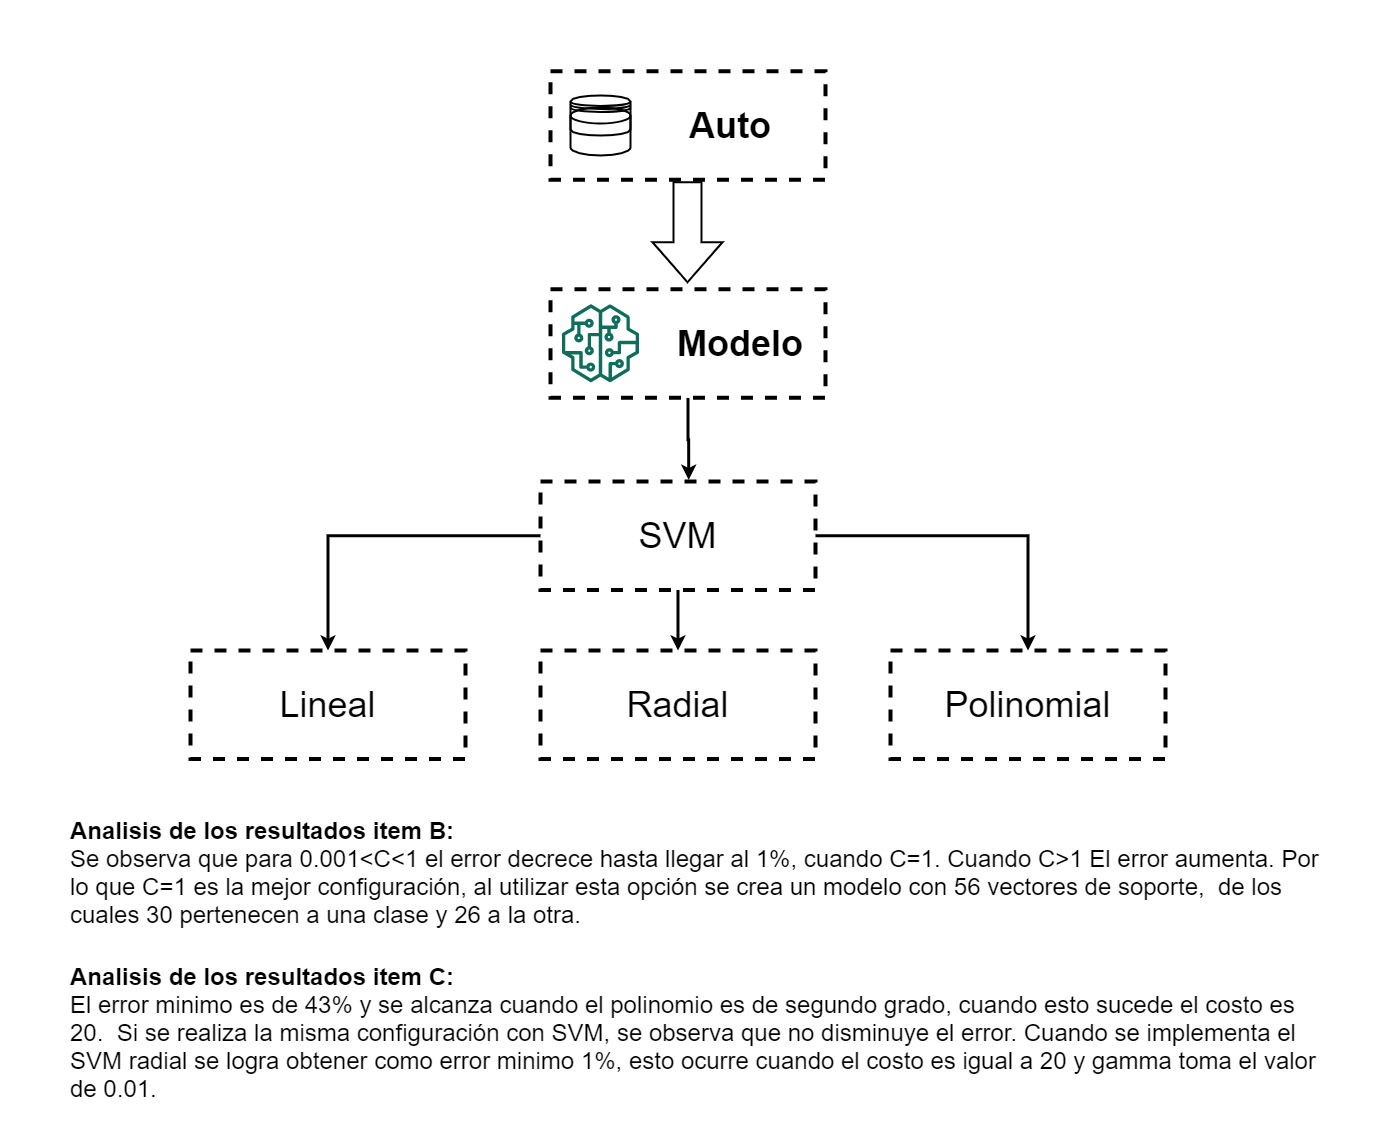 Auto
Modelo
SVM
Lineal
Radial
Polinomial
Analisis de los resultados item B:
Se observa que para 0.001<C<1 el error decrece hasta llegar al 1%, cuando C=1. Cuando C>1 El error aumenta. Por
lo que C=1 es la mejor configuración, al utilizar esta opción se crea un modelo con 56 vectores de soporte,  de los
cuales 30 pertenecen a una clase y 26 a la otra.
Analisis de los resultados item C:
El error minimo es de 43% y se alcanza cuando el polinomio es de segundo grado, cuando esto sucede el costo es
20.  Si se realiza la misma configuración con SVM, se observa que no disminuye el error. Cuando se implementa el
SVM radial se logra obtener como error minimo 1%, esto ocurre cuando el costo es igual a 20 y gamma toma el valor
de 0.01.